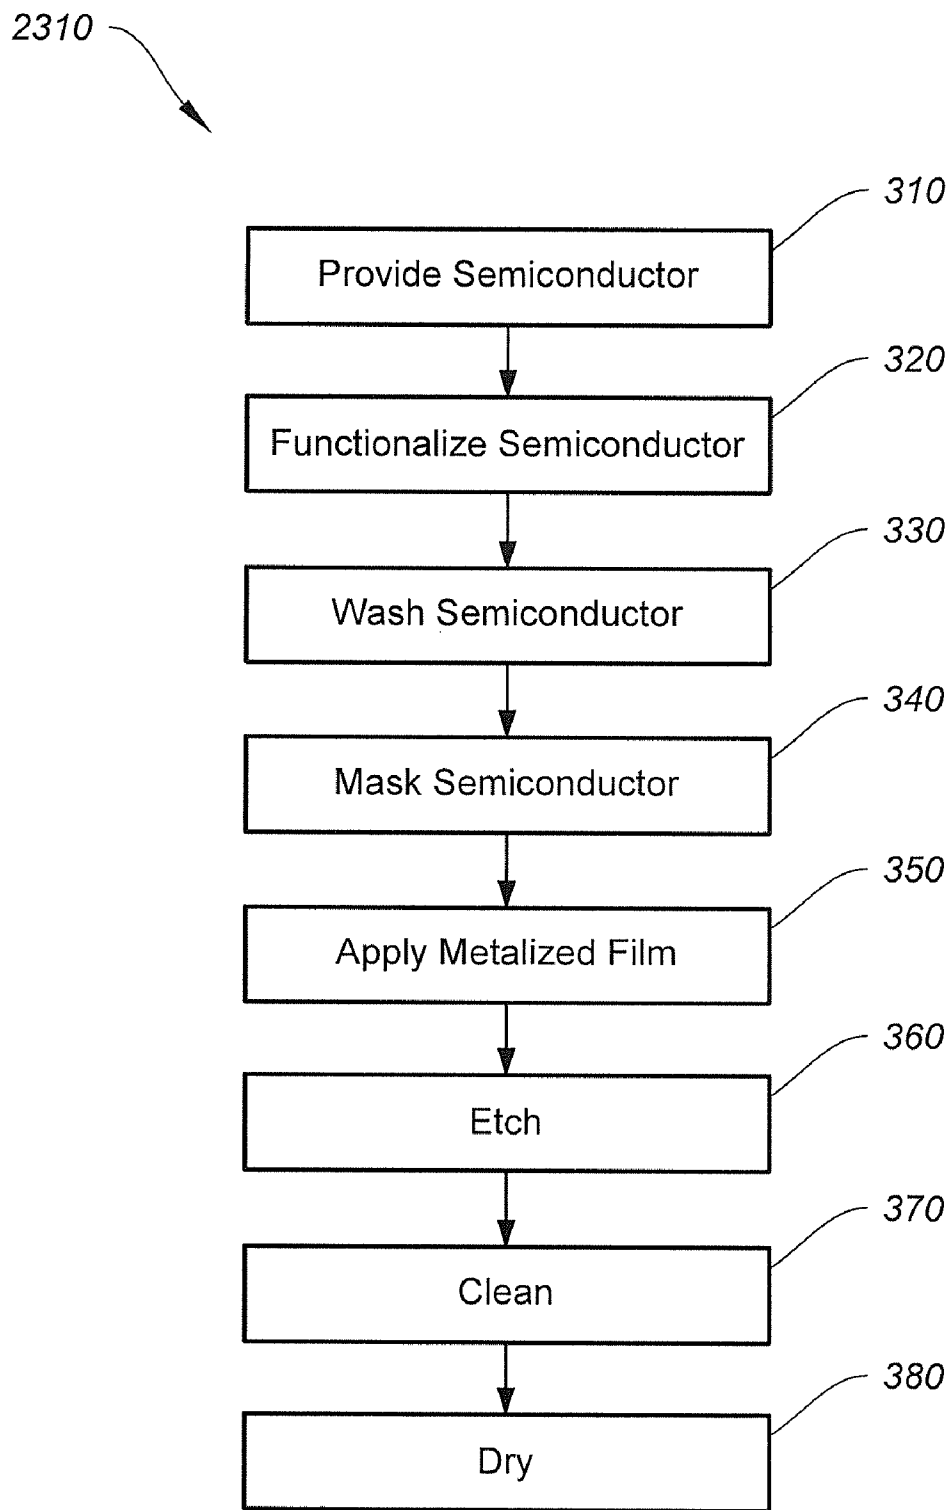 2310
310
Provide Semiconductor
320
Functionalize Semiconductor
330
Wash Semiconductor
340
Mask Semiconductor
350
Apply Metalized Film
360
Etch
370
Clean
380
Dry